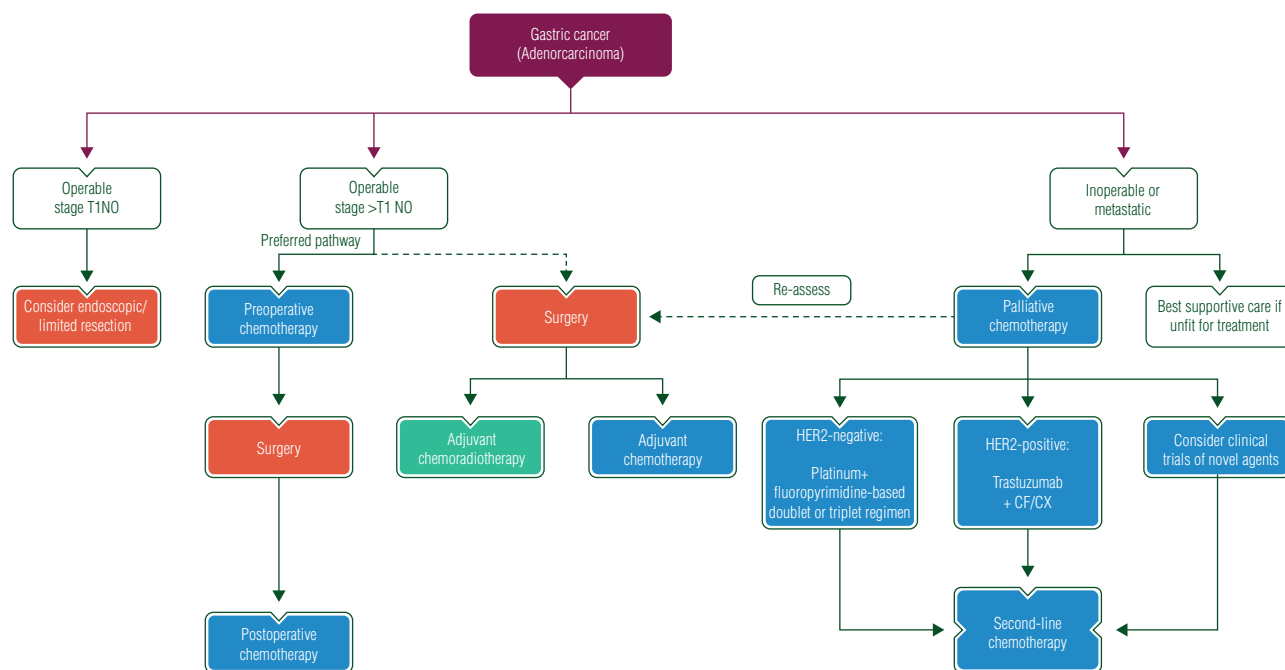 Gastric cancer
(Adenorcarcinoma)
Operable
stage T1NO
Operable
stage >T1 NO
Inoperable or
metastatic
Preferred pathway
Consider endoscopic/
limited resection
Preoperative
chemotherapy
Surgery
Re-assess
Palliative
chemotherapy
Best supportive care if
unfit for treatment
Surgery
Adjuvant
chemoradiotherapy
Adjuvant
chemotherapy
HER2-negative:
Platinum+
fluoropyrimidine-based
doublet or triplet regimen
HER2-positive:
Trastuzumab
+ CF/CX
Consider clinical
trials of novel agents
Postoperative
chemotherapy
Second-line
chemotherapy